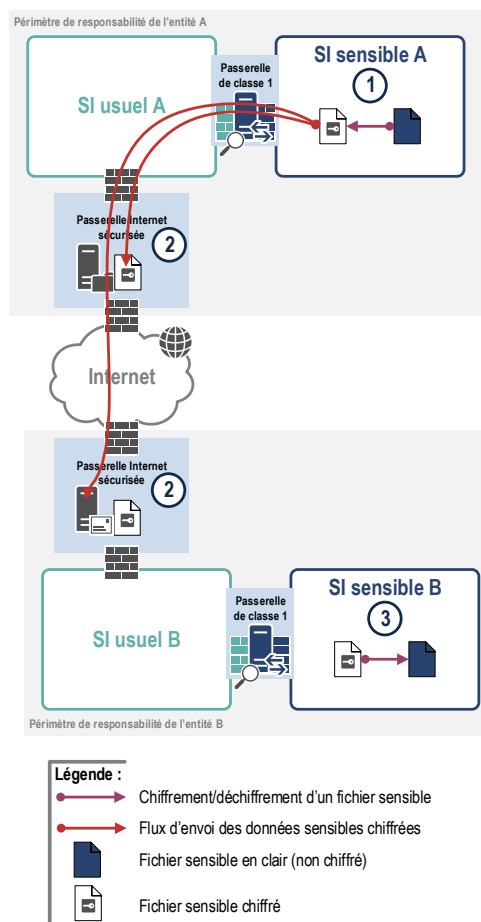 Périmètre de responsabilité de l'entité A
SI usuel A
Passerelle
de classe 1
SI sensible A
1
Passerelle Internet
sécurisée
2
Internet
Passerelle Internet
sécurisée
2
SI usuel B
Passerelle
de classe 1
SI sensible B
3
Périmètre de responsabilité de l'entité B
Légende :
Chiffrement/déchiffrement d'un fichier sensible
Flux d'envoi des données sensibles chiffrées
Fichier sensible en clair (non chiffré)
Fichier sensible chiffré